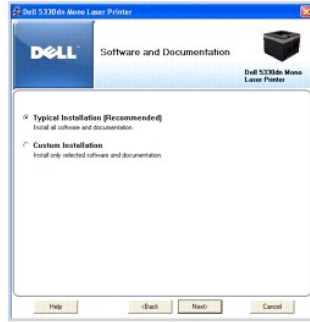 Dell 5330dn Mono Laser Printer
DELL
Software and Documentation
Dell 5330dn Mono
Laser Printer
Typical Installation (Recommended)
Install all software and documentation.
Custom Installation
Install only selected software and documentation.
Help
<Back
Next>
Cancel